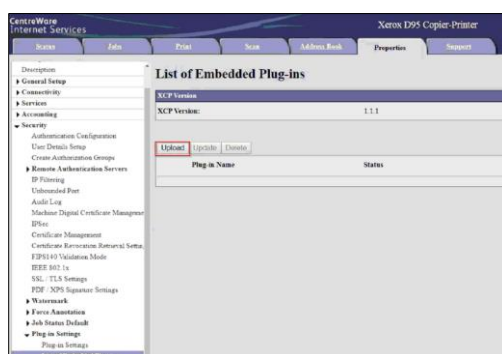 CentreWare
Internet Services
Xerox D95 Copier-Printer
Status
Jobs
Print
Scan
Address Book
Properties
Support
Description
General Setup
Connectivity
Services
Accounting
Security
Authentication Configuration
User Details Setup
Create Authorization Groups
Remote Authentication Servers
IP Filtering
Unbounded Port
Audit Log
Machine Digital Certificate Manageme
IPSec
Certificate Management
Certificate Revocation Retrieval Settin
FIPS140 Validation Mode
IEEE 802.1x
SSL / TLS Settings
PDF / XPS Signature Settings
Watermark
Force Annotation
Job Status Default
Plug-in Settings
Plug-in Settings
List of Embedded Plug-ins
XCP Version
XCP Version: 1.1.1
Upload Update Delete
Plug-in Name Status